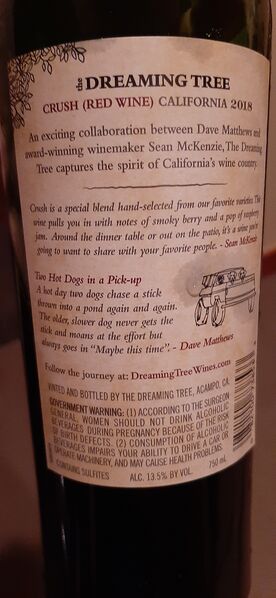 the DREAMING TREE
CRUSH (RED WINE) CALIFORNIA 2018
An exciting collaboration between Dave Matthews and
award-winning winemaker Sean McKenzie, The Dreaming
Tree captures the spirit of California's wine country.
Crush is a special blend hand-selected from our favorite varieties. This
wine pulls you in with notes of smoky berry and a pop of raspberry
jam. Around the dinner table or out on the patio, it's a wine you're
going to want to share with your favorite people. - Sean McKenzie
Two Hot Dogs in a Pick-up
A hot day two dogs chase a stick
thrown into a pond again and again.
The older, slower dog never gets the
stick and moans at the effort but
always goes in "Maybe this time". - Dave Matthews
Follow the journey at: DreamingTreeWines.com
VINTED AND BOTTLED BY THE DREAMING TREE, ACAMPO, CA.
GOVERNMENT WARNING: (1) ACCORDING TO THE SURGEON
GENERAL, WOMEN SHOULD NOT DRINK ALCOHOLIC
BEVERAGES DURING PREGNANCY BECAUSE OF THE RISK
OF BIRTH DEFECTS. (2) CONSUMPTION OF ALCOHOLIC
BEVERAGES IMPAIRS YOUR ABILITY TO DRIVE A CAR OR
OPERATE MACHINERY, AND MAY CAUSE HEALTH PROBLEMS.
CONTAINS SULFITES ALC. 13.5% BY VOL. 750 mL